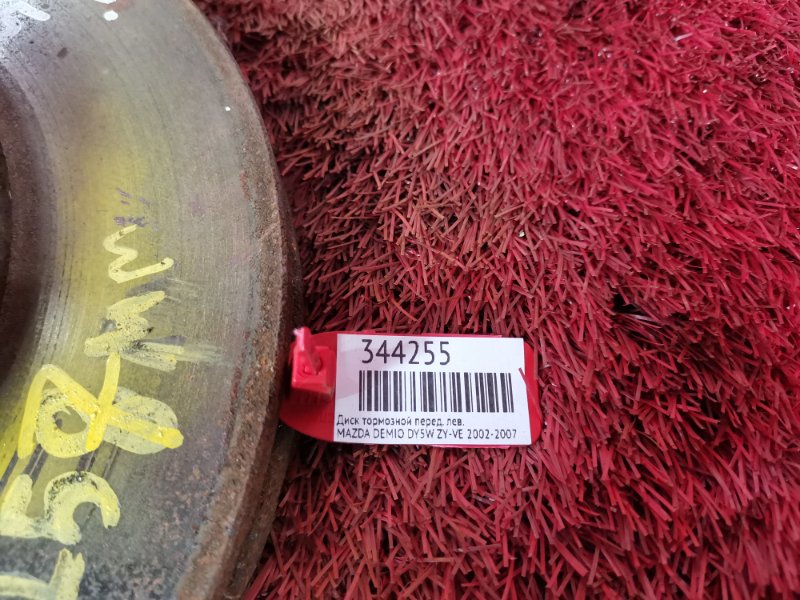 344255
Диск тормозной перед. лев.
MAZDA DEMIO DY5W ZY-VE 2002-2007